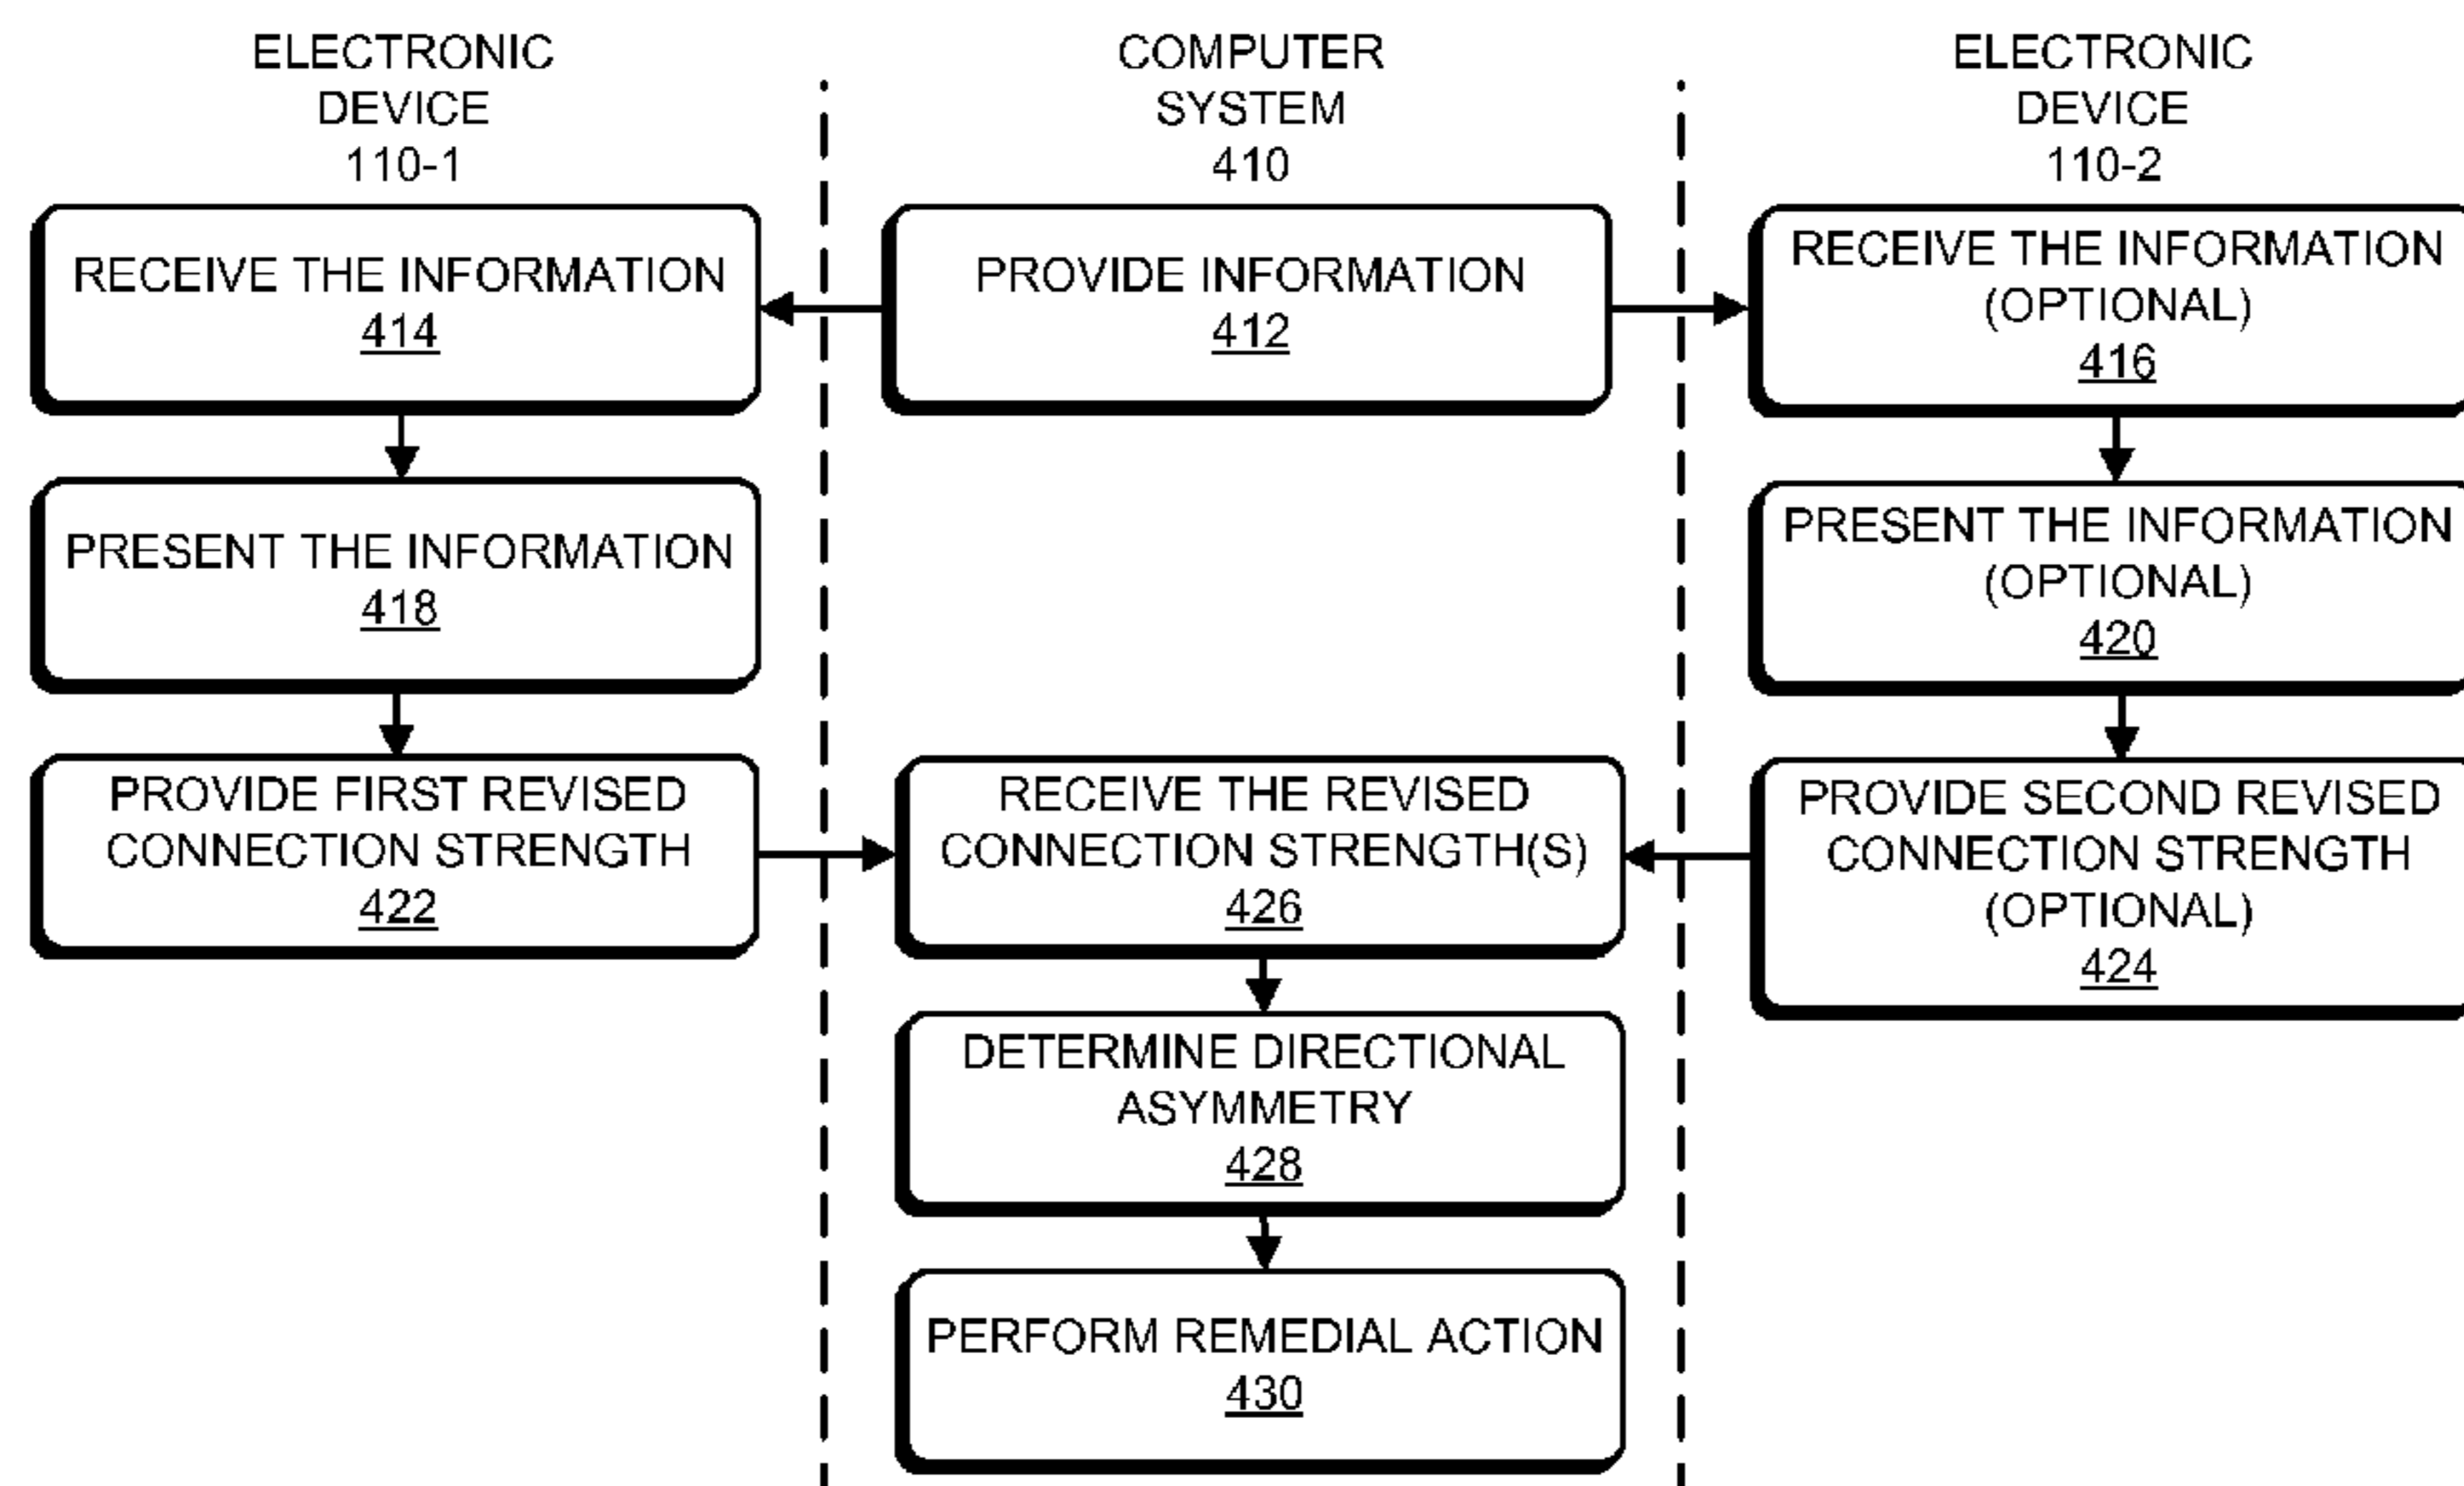 ELECTRONIC
DEVICE
110-1
COMPUTER
SYSTEM
410
ELECTRONIC
DEVICE
110-2
RECEIVE THE INFORMATION
414
PROVIDE INFORMATION
412
RECEIVE THE INFORMATION
(OPTIONAL)
416
PRESENT THE INFORMATION
418
PRESENT THE INFORMATION
(OPTIONAL)
420
PROVIDE FIRST REVISED
CONNECTION STRENGTH
422
RECEIVE THE REVISED
CONNECTION STRENGTH(S)
426
PROVIDE SECOND REVISED
CONNECTION STRENGTH
(OPTIONAL)
424
DETERMINE DIRECTIONAL
ASYMMETRY
428
PERFORM REMEDIAL ACTION
430